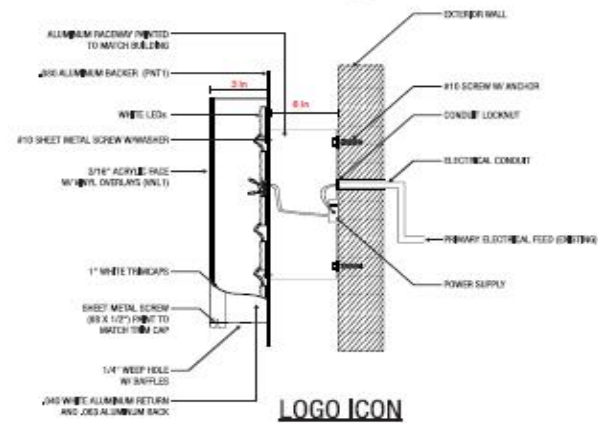 EXTERIOR WALL
ALUMINUM RACEWAY PAINTED
TO MATCH BUILDING
.080 ALUMINUM BACKER (PNT1)
3 in
6 in
#10 SCREW W/ ANCHOR
WHITE LEDs
CONDUIT LOCKNUT
#10 SHEET METAL SCREW W/WASHER
ELECTRICAL CONDUIT
3/16" ACRYLIC FACE
W/ VINYL OVERLAYS (VNL1)
PRIMARY ELECTRICAL FEED (EXISTING)
1" WHITE TRIMCAPS
POWER SUPPLY
SHEET METAL SCREW
(#8 X 1/2") PAINT TO
MATCH TRIM CAP
1/4" WEEP HOLE
W/ BAFFLES
.040 WHITE ALUMINUM RETURN
AND .063 ALUMINUM BACK
LOGO ICON